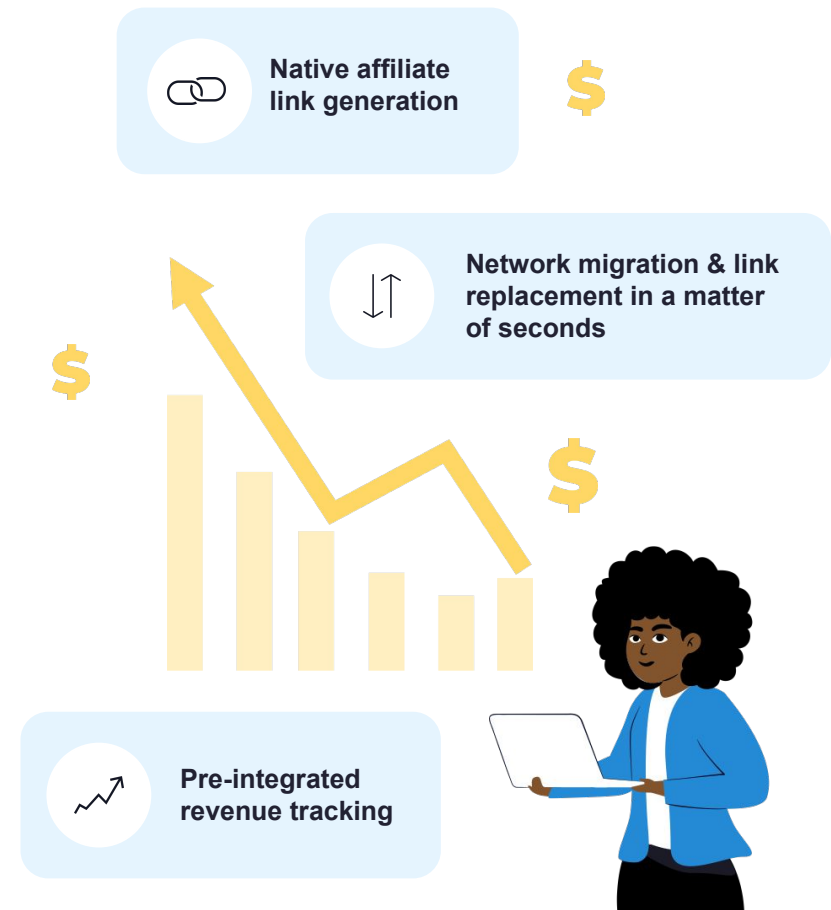 Native affiliate
link generation
$
Network migration & link
replacement in a matter
of seconds
$
$
Pre-integrated
revenue tracking